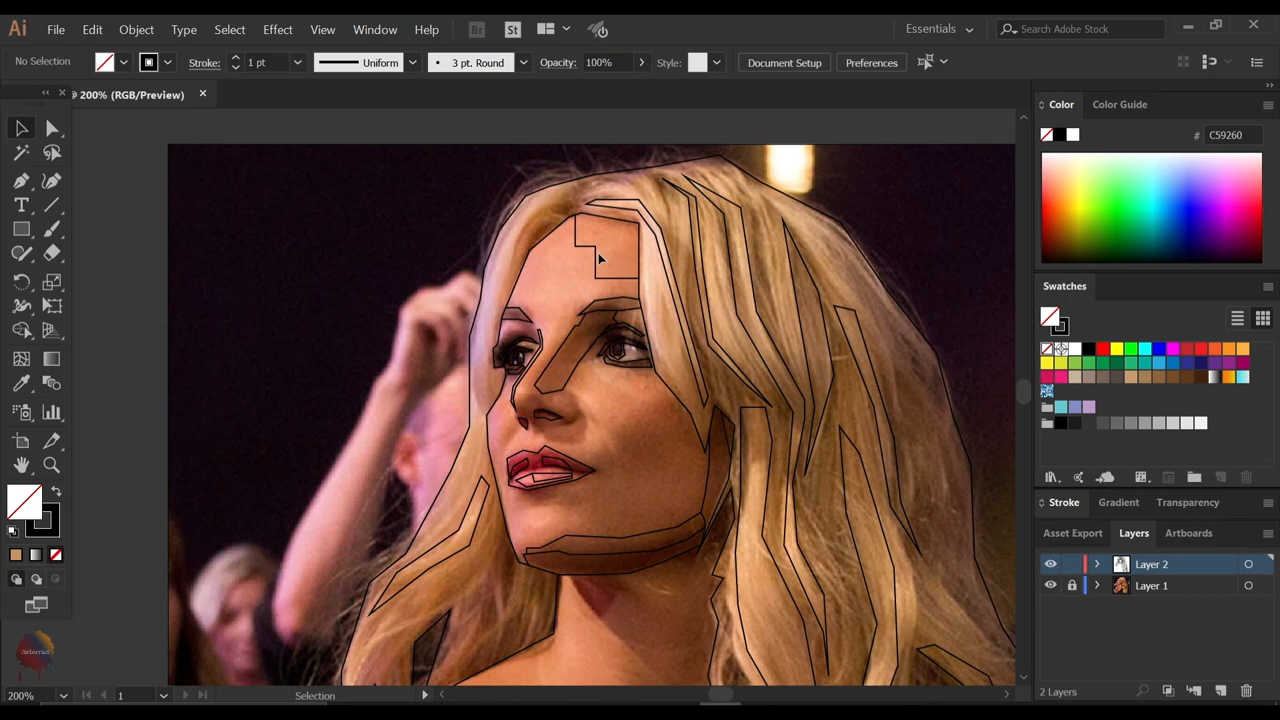 Ai File Edit Object Type Select Effect View Window Help Br St Essentials Search Adobe Stock
No Selection Stroke: 1 pt Uniform 3 pt. Round Opacity: 100% Style: Document Setup Preferences
@ 200% (RGB/Preview)
Color Color Guide
# C59260
Swatches
Stroke Gradient Transparency
Asset Export Layers Artboards
Layer 2
Layer 1
200% 1 Selection 2 Layers